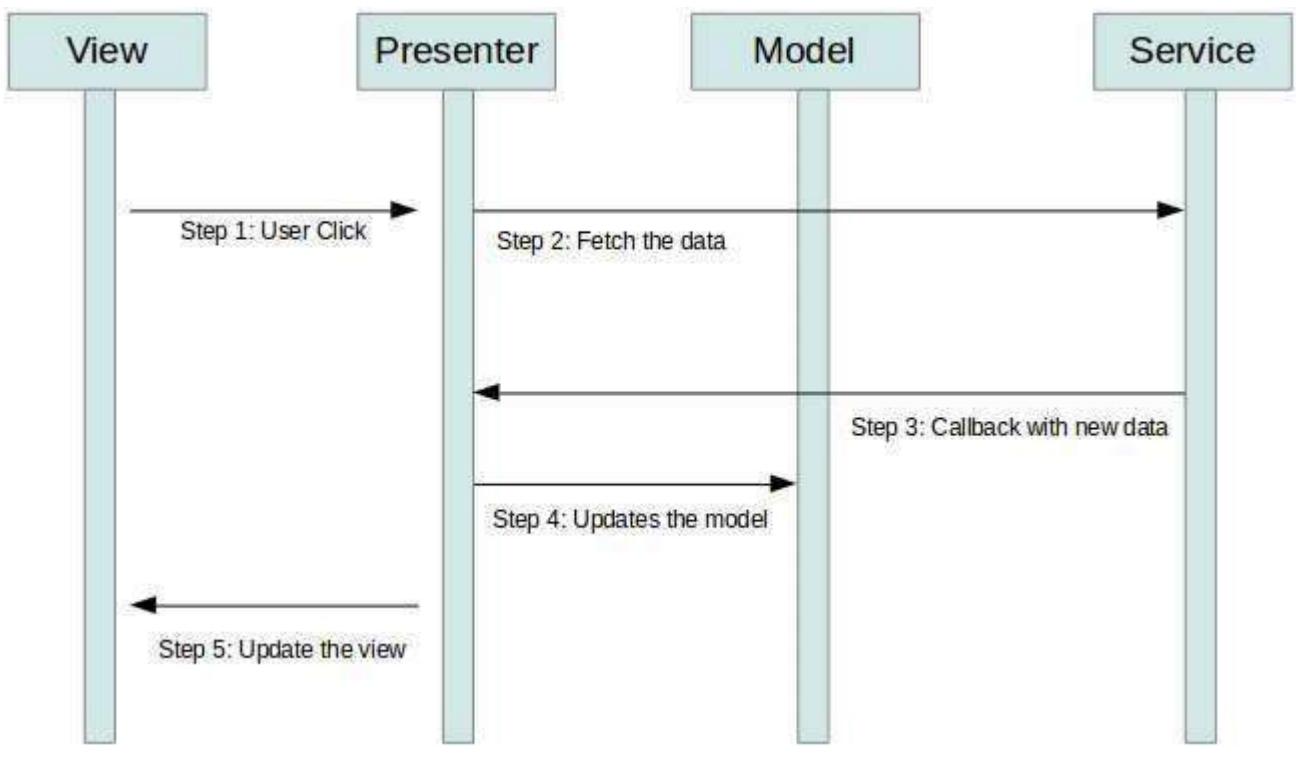 View
Presenter
Model
Service
Step 1: User Click
Step 2: Fetch the data
Step 3: Callback with new data
Step 4: Updates the model
Step 5: Update the view